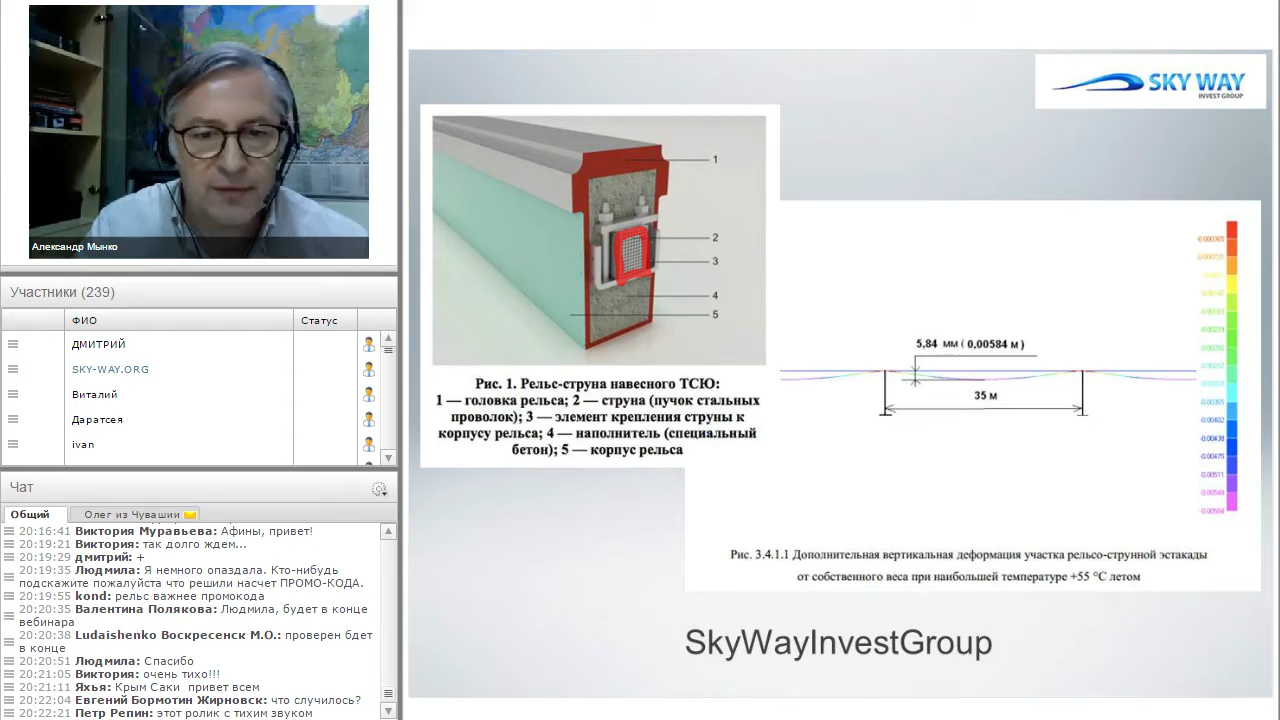 Александр Мынко
Участники (239)
ФИО
Статус
ДМИТРИЙ
SKY-WAY.ORG
Виталий
Даратсея
ivan
Чат
Общий
Олег из Чувашии
20:16:41 Виктория Муравьева: Афины, привет!
20:19:21 Виктория: так долго ждем...
20:19:29 дмитрий: +
20:19:35 Людмила: Я немного опаздала. Кто-нибудь
подскажите пожалуйста что решили насчет ПРОМО-КОДА.
20:19:55 kond: рельс важнее промокода
20:20:35 Валентина Полякова: Людмила, будет в конце
вебинара
20:20:38 Ludaishenko Воскресенск М.О.: проверен бдет
в конце
20:20:51 Людмила: Спасибо
20:21:05 Виктория: очень тихо!!!
20:21:11 Яхья: Крым Саки привет всем
20:22:04 Евгений Бормотин Жирновск: что случилось?
20:22:21 Петр Репин: этот ролик с тихим звуком
SKY WAY
INVEST GROUP
1
2
3
4
5
Рис. 1. Рельс-струна навесного ТСЮ:
1 — головка рельса; 2 — струна (пучок стальных
проволок); 3 — элемент крепления струны к
корпусу рельса; 4 — наполнитель (специальный
бетон); 5 — корпус рельса
5,84 мм ( 0,00584 м )
35 м
Рис. 3.4.1.1 Дополнительная вертикальная деформация участка рельсо-струнной эстакады
от собственного веса при наибольшей температуре +55 °С летом
SkyWayInvestGroup